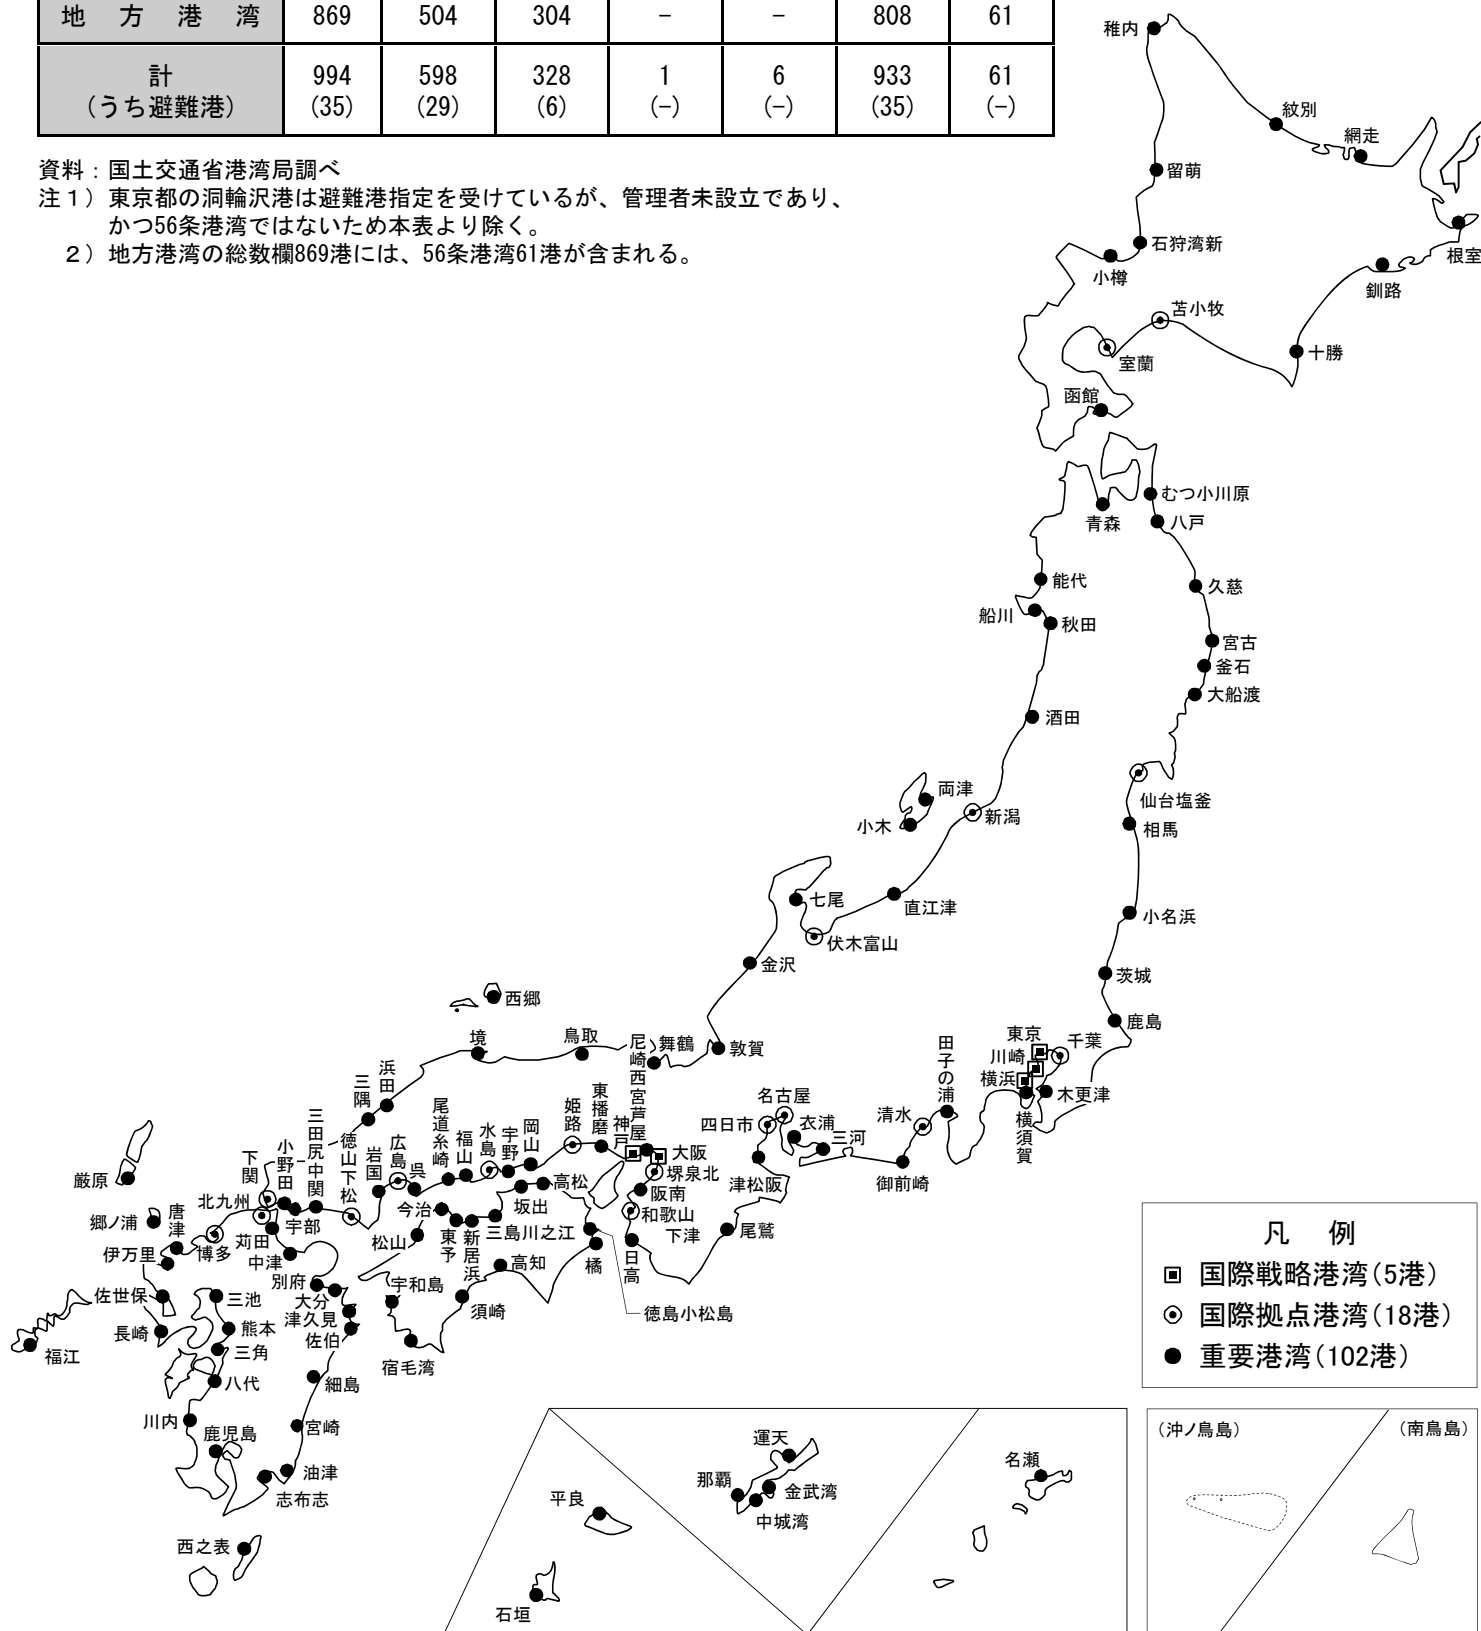 地方港湾 869 504 304 － － 808 61
計 994 598 328 1 6 933 61
（うち避難港） (35) (29) (6) (－) (－) (35) (－)
資料：国土交通省港湾局調べ
注１）東京都の洞輪沢港は避難港指定を受けているが、管理者未設立であり、
かつ56条港湾ではないため本表より除く。
２）地方港湾の総数欄869港には、56条港湾61港が含まれる。
稚内
紋別
網走
留萌
根室
石狩湾新
小樽
釧路
苫小牧
室蘭
十勝
函館
むつ小川原
青森
八戸
能代
久慈
船川
秋田
宮古
釜石
大船渡
酒田
両津
仙台塩釜
小木
新潟
相馬
七尾
直江津
小名浜
伏木富山
金沢
茨城
西郷
鹿島
境
鳥取
尼崎西宮芦屋
舞鶴
敦賀
田子の浦
東京
千葉
川崎
横浜
木更津
横須賀
浜田
三隅
三田尻中関
徳山下松
岩国
広島
呉
尾道糸崎
福山
水島
宇野
岡山
姫路
東播磨
神戸
大阪
堺泉北
阪南
和歌山
下津
日高
名古屋
四日市
衣浦
三河
清水
御前崎
津松阪
尾鷲
厳原
下関
小野田
北九州
郷ノ浦
唐津
伊万里
博多
苅田
宇部
中津
今治
松山
東予
新居浜
三島川之江
坂出
高松
高知
橘
徳島小松島
別府
大分
津久見
佐伯
宇和島
須崎
宿毛湾
佐世保
三池
長崎
熊本
三角
福江
八代
細島
川内
宮崎
鹿児島
油津
志布志
西之表
凡例
国際戦略港湾(5港)
国際拠点港湾(18港)
重要港湾(102港)
平良
石垣
運天
那覇
金武湾
中城湾
名瀬
（沖ノ鳥島）
（南鳥島）